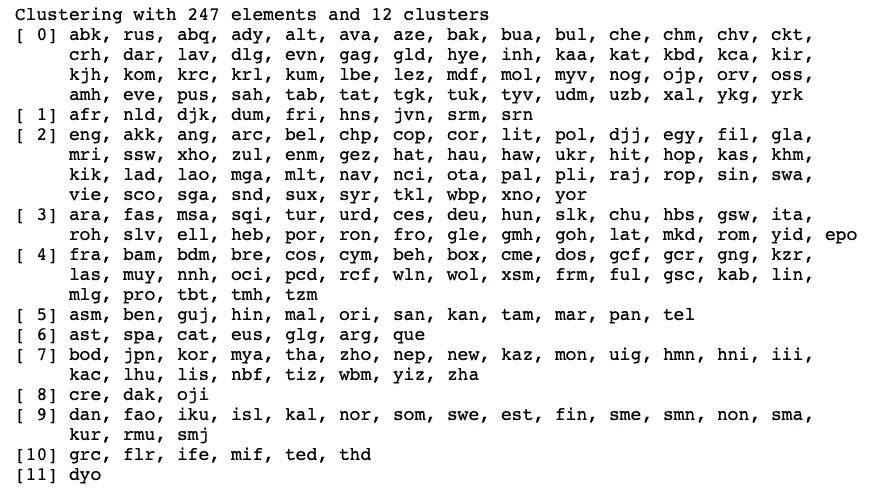 Clustering with 247 elements and 12 clusters
[ 0] abk, rus, abq, ady, alt, ava, aze, bak, bua, bul, che, chm, chv, ckt,
crh, dar, lav, dlg, evn, gag, gld, hye, inh, kaa, kat, kbd, kca, kir,
kjh, kom, krc, krl, kum, lbe, lez, mdf, mol, myv, nog, ojp, orv, oss,
amh, eve, pus, sah, tab, tat, tgk, tuk, tyv, udm, uzb, xal, ykg, yrk
[ 1] afr, nld, djk, dum, fri, hns, jvn, srm, srn
[ 2] eng, akk, ang, arc, bel, chp, cop, cor, lit, pol, djj, egy, fil, gla,
mri, ssw, xho, zul, enm, gez, hat, hau, haw, ukr, hit, hop, kas, khm,
kik, lad, lao, mga, mlt, nav, nci, ota, pal, pli, raj, rop, sin, swa,
vie, sco, sga, snd, sux, syr, tkl, wbp, xno, yor
[ 3] ara, fas, msa, sqi, tur, urd, ces, deu, hun, slk, chu, hbs, gsw, ita,
roh, slv, ell, heb, por, ron, fro, gle, gmh, goh, lat, mkd, rom, yid, epo
[ 4] fra, bam, bdm, bre, cos, cym, beh, box, cme, dos, gcf, gcr, gng, kzr,
las, muy, nnh, oci, pcd, rcf, wln, wol, xsm, frm, ful, gsc, kab, lin,
mlg, pro, tbt, tmh, tzm
[ 5] asm, ben, guj, hin, mal, ori, san, kan, tam, mar, pan, tel
[ 6] ast, spa, cat, eus, glg, arg, que
[ 7] bod, jpn, kor, mya, tha, zho, nep, new, kaz, mon, uig, hmn, hni, iii,
kac, lhu, lis, nbf, tiz, wbm, yiz, zha
[ 8] cre, dak, oji
[ 9] dan, fao, iku, isl, kal, nor, som, swe, est, fin, sme, smn, non, sma,
kur, rmu, smj
[10] grc, flr, ife, mif, ted, thd
[11] dyo